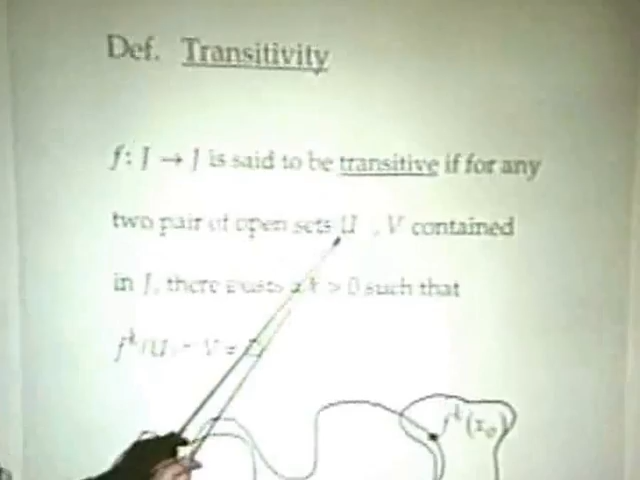 Def. Transitivity
f: J → J is said to be transitive if for any
two pair of open sets U , V contained
in J, there exists a k > 0 such that
f^k(U) V
f^k(x₀)